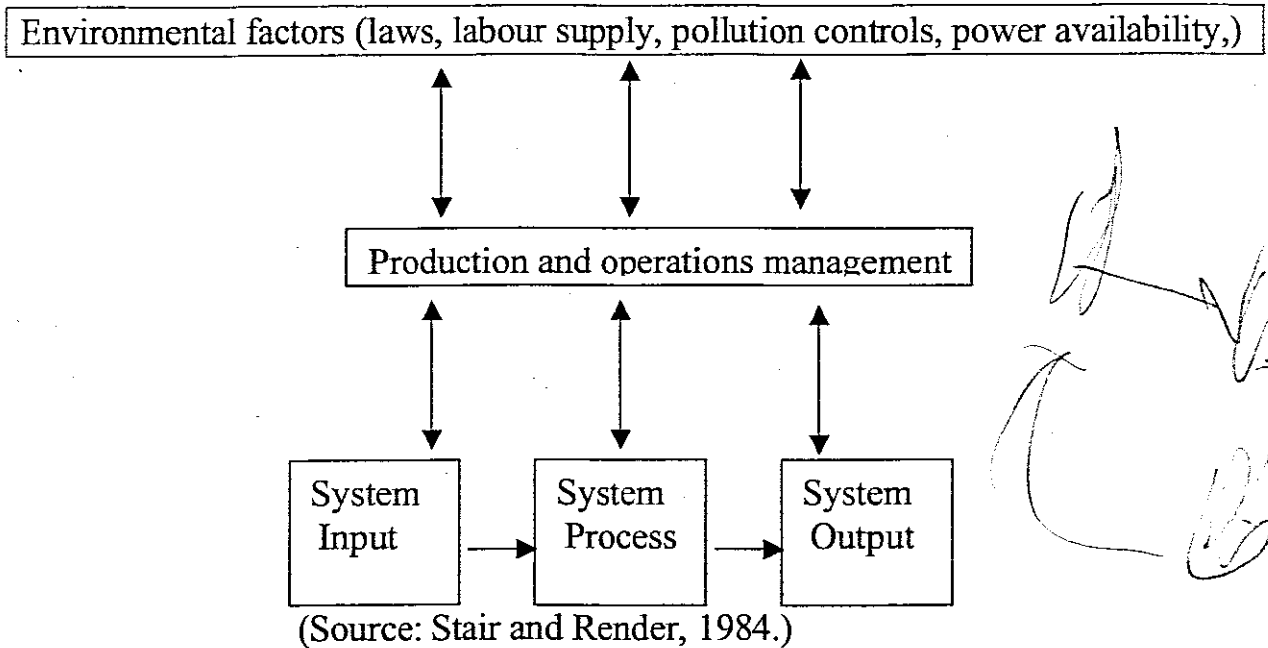 Environmental factors (laws, labour supply, pollution controls, power availability,)
Production and operations management
System
Input
System
Process
System
Output
(Source: Stair and Render, 1984.)